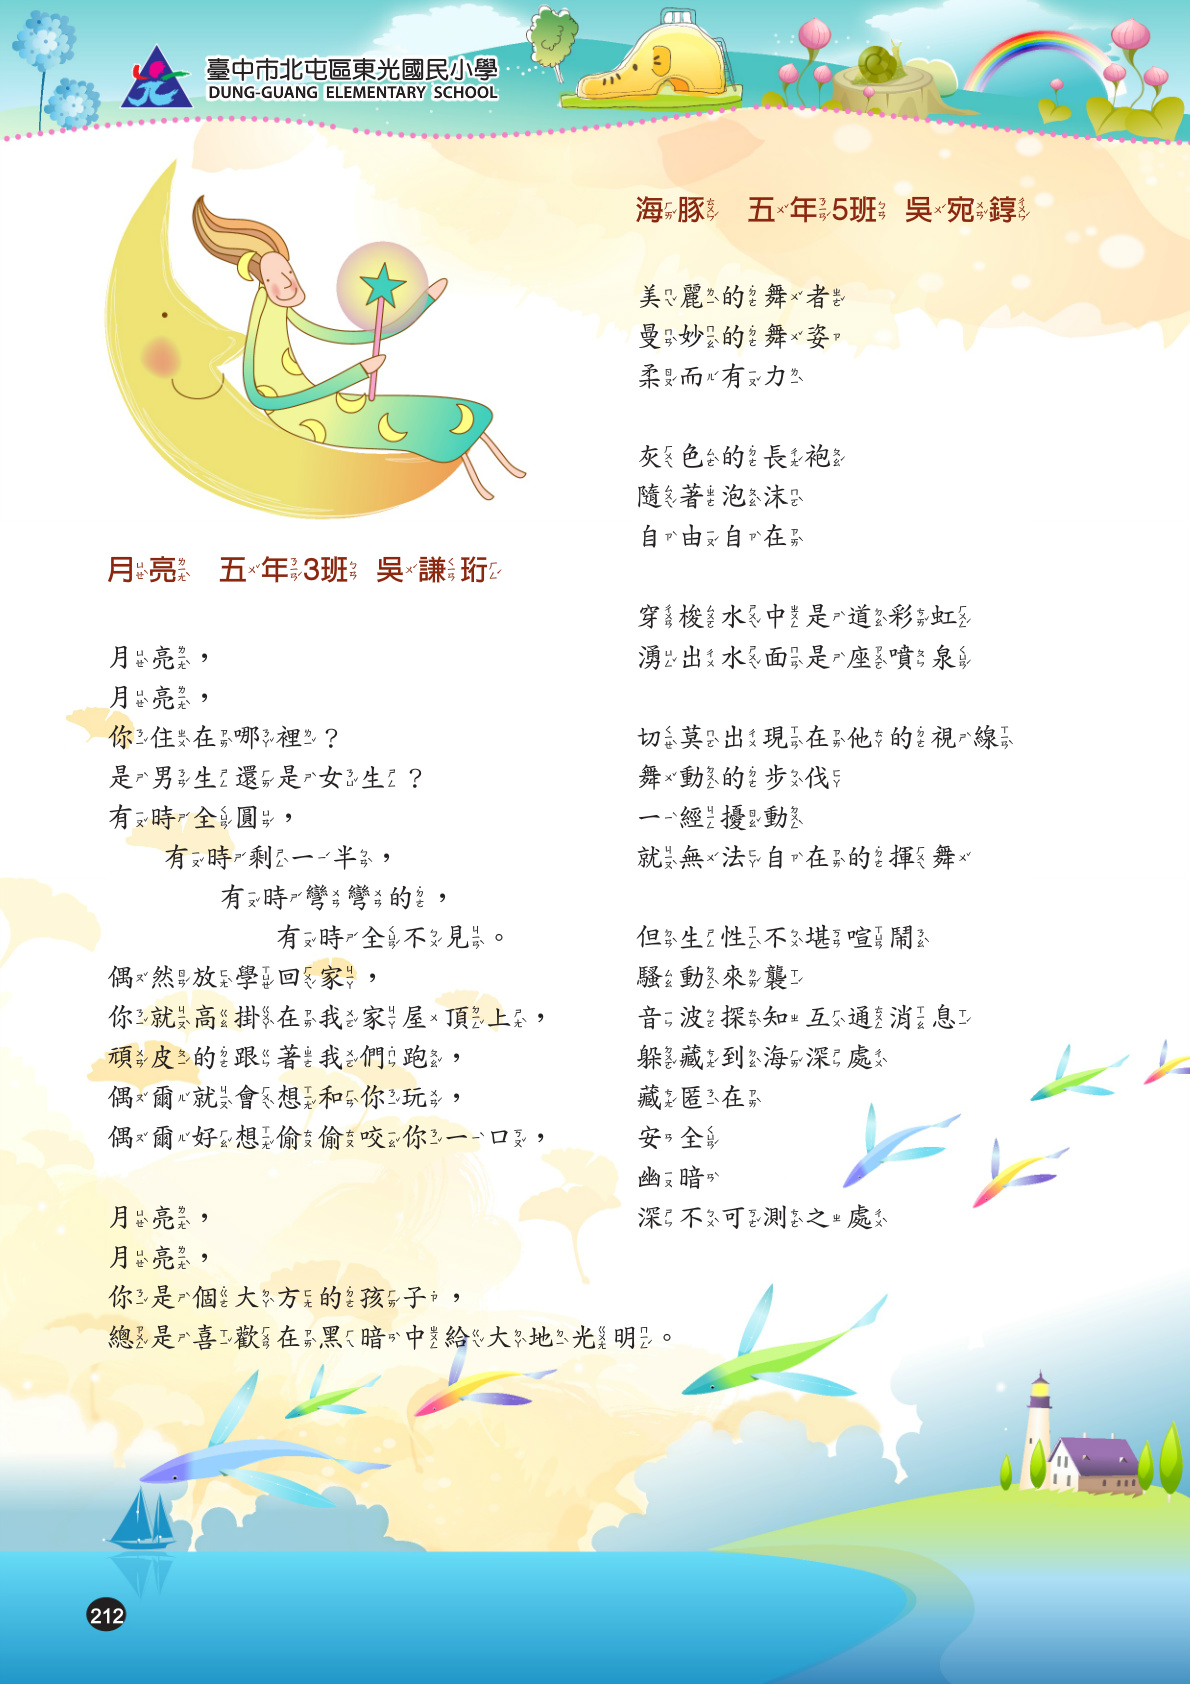 臺中市北屯區東光國民小學
DUNG-GUANG ELEMENTARY SCHOOL
月亮 五年3班 吳謙珩
月亮，
月亮，
你住在哪裡？
是男生還是女生？
有時全圓，
有時剩一半，
有時彎彎的，
有時全不見。
偶然放學回家，
你就高掛在我家屋頂上，
頑皮的跟著我們跑，
偶爾就會想和你玩，
偶爾好想偷偷咬你一口，
月亮，
月亮，
你是個大方的孩子，
總是喜歡在黑暗中給大地光明。
海豚 五年5班 吳宛錞
美麗的舞者
曼妙的舞姿
柔而有力
灰色的長袍
隨著泡沫
自由自在
穿梭水中是道彩虹
湧出水面是座噴泉
切莫出現在他的視線
舞動的步伐
一經擾動
就無法自在的揮舞
但生性不堪喧鬧
騷動來襲
音波探知互通消息
躲藏到海深處
藏匿在
安全
幽暗
深不可測之處
212